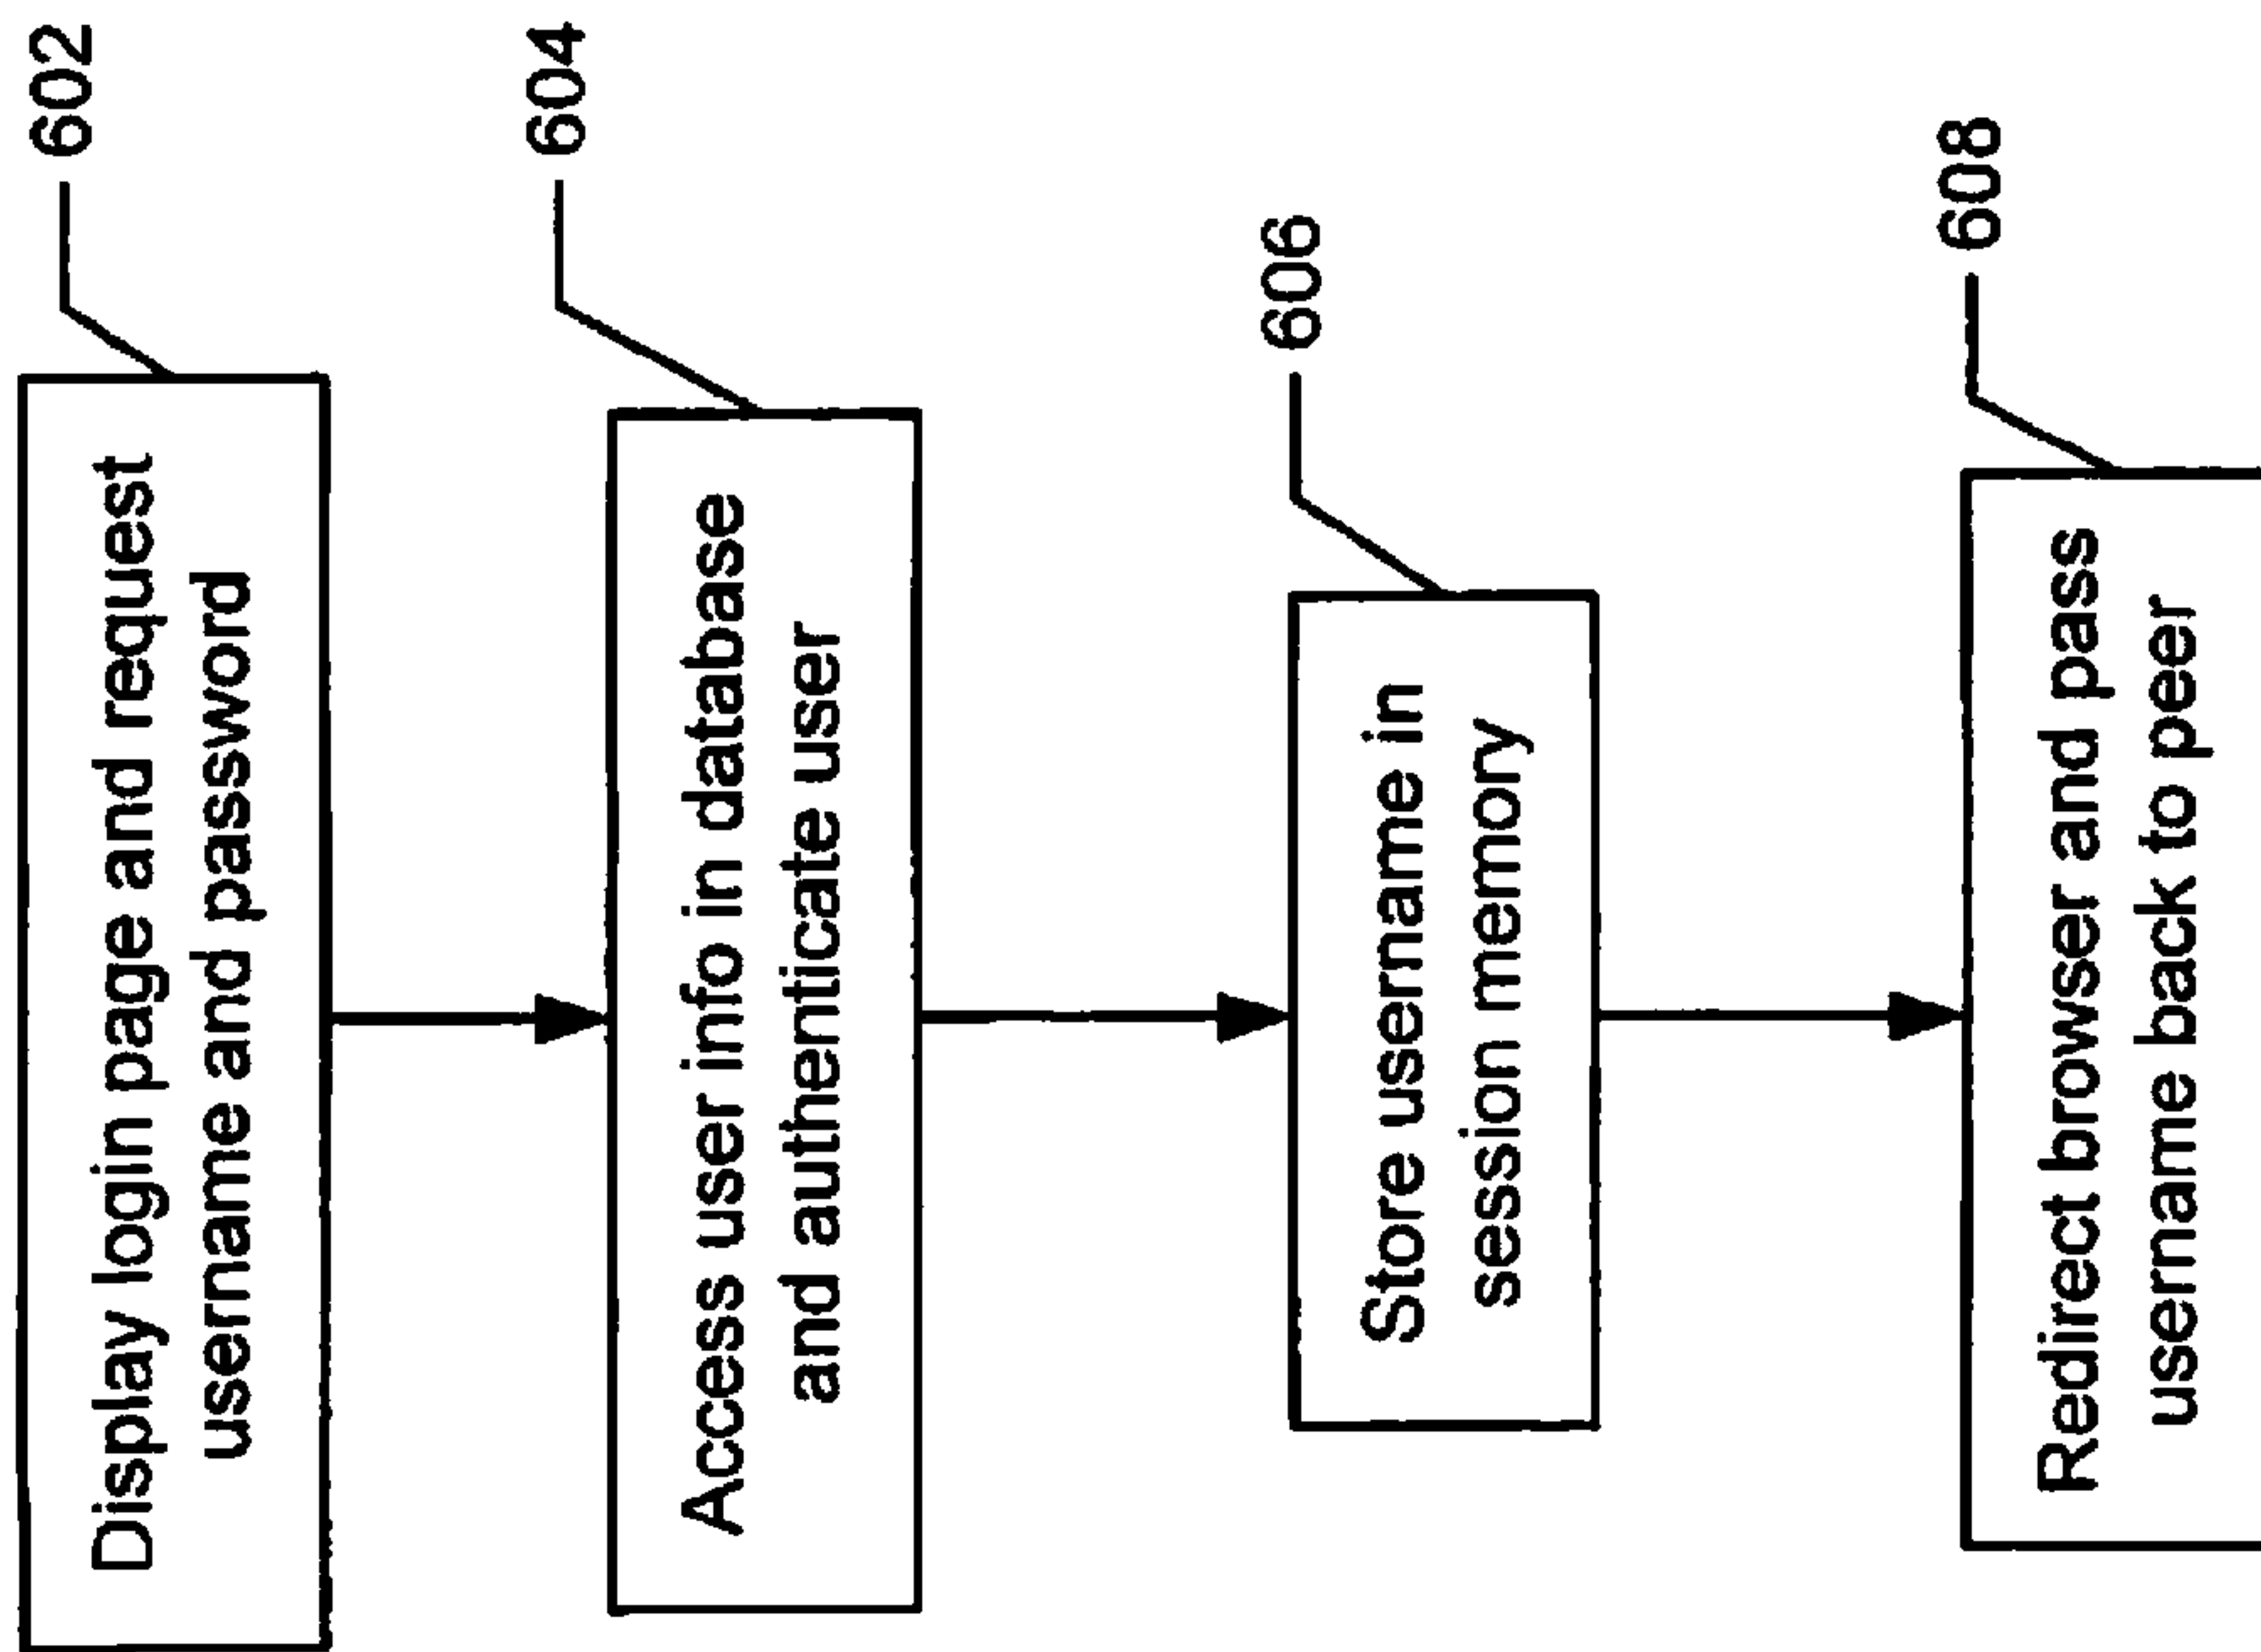 Display login page and request
username and password
602
Access user info in database
and authenticate user
604
Store username in
session memory
606
Redirect browser and pass
username back to peer
608